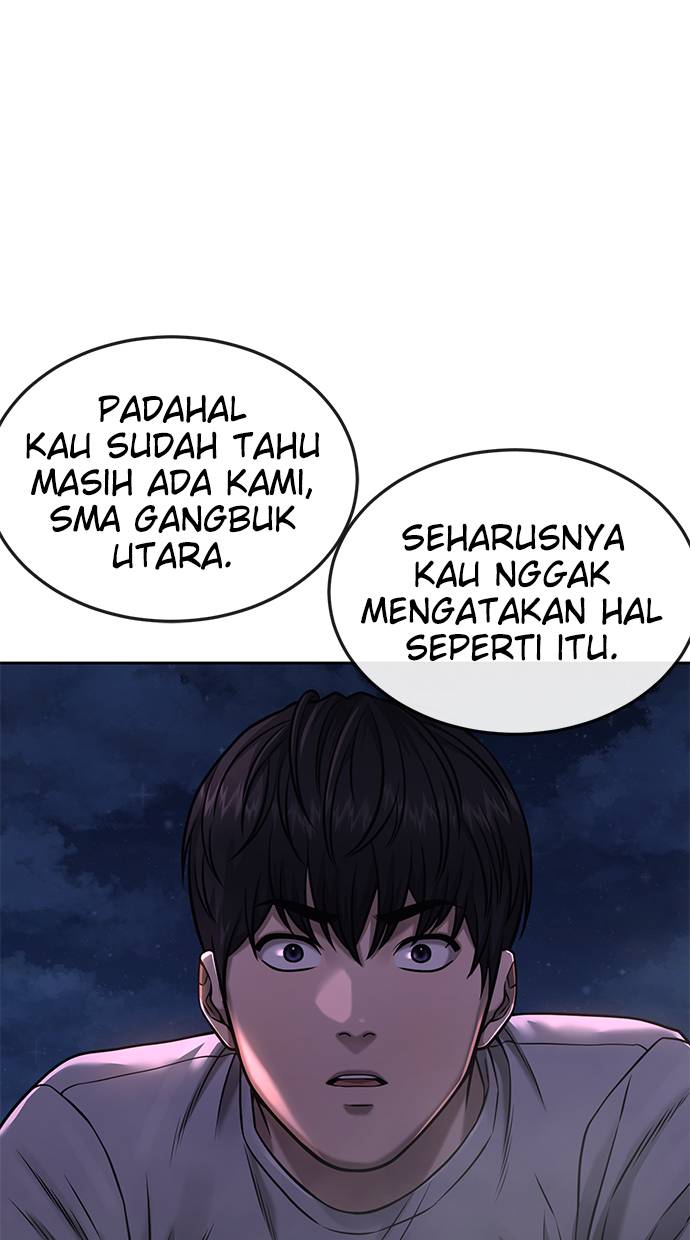 PADAHAL
KAU SUDAH TAHU
MASIH ADA KAMI,
SMA GANGBUK
UTARA.
SEHARUSNYA
KAU NGGAK
MENGATAKAN HAL
SEPERTI ITU.